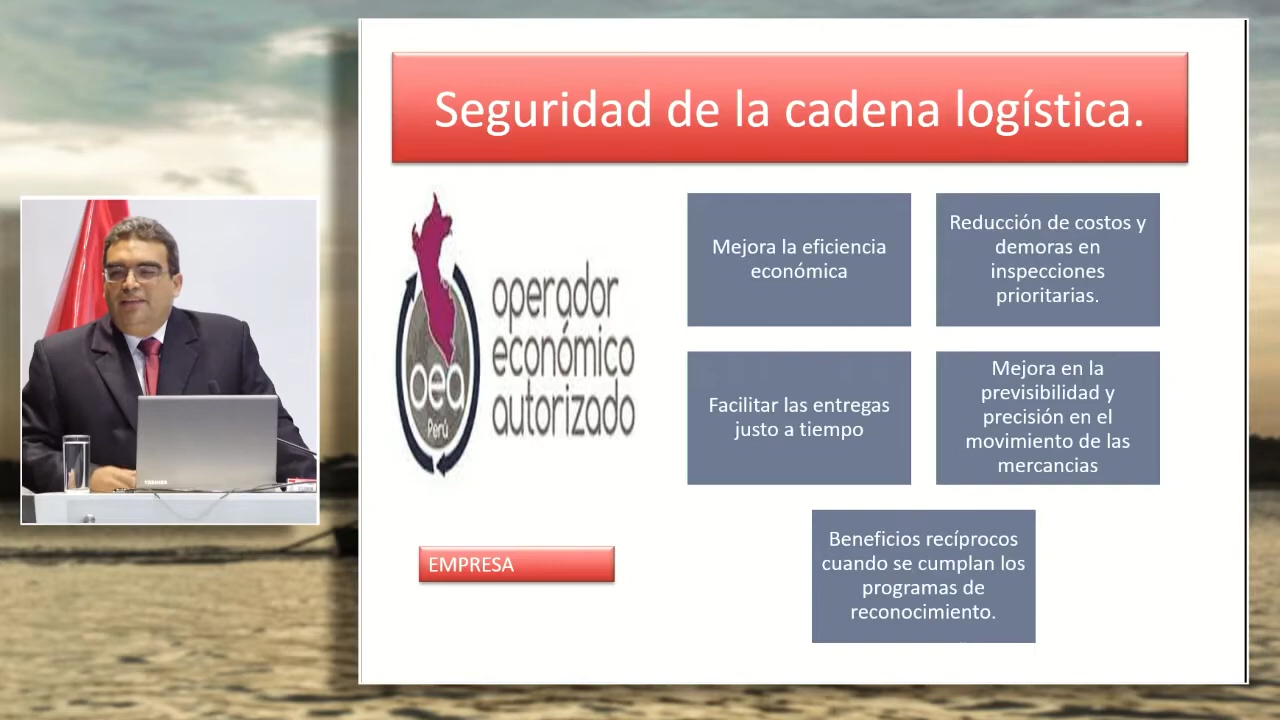 Seguridad de la cadena logística.
operador
económico
autorizado
oea
Perú
Mejora la eficiencia
económica
Reducción de costos y
demoras en
inspecciones
prioritarias.
Facilitar las entregas
justo a tiempo
Mejora en la
previsibilidad y
precisión en el
movimiento de las
mercancias
Beneficios recíprocos
cuando se cumplan los
programas de
reconocimiento.
EMPRESA
TOSHIBA